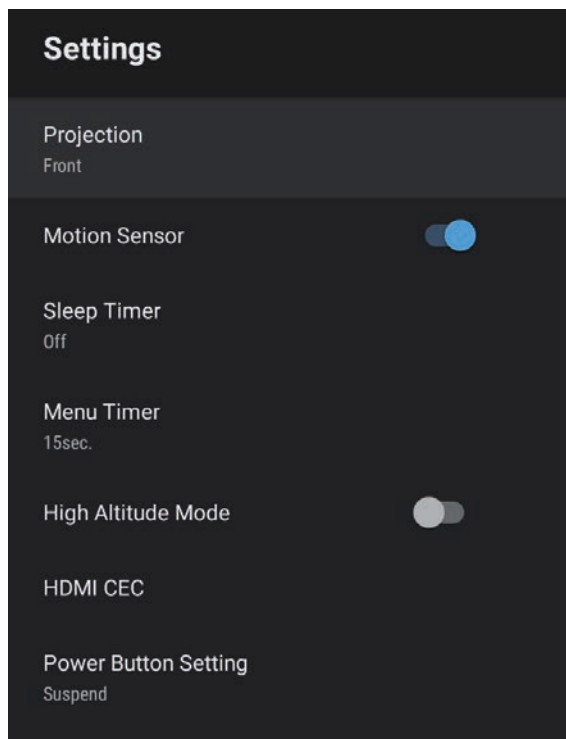 Settings
Projection
Front
Motion Sensor
Sleep Timer
Off
Menu Timer
15sec.
High Altitude Mode
HDMI CEC
Power Button Setting
Suspend